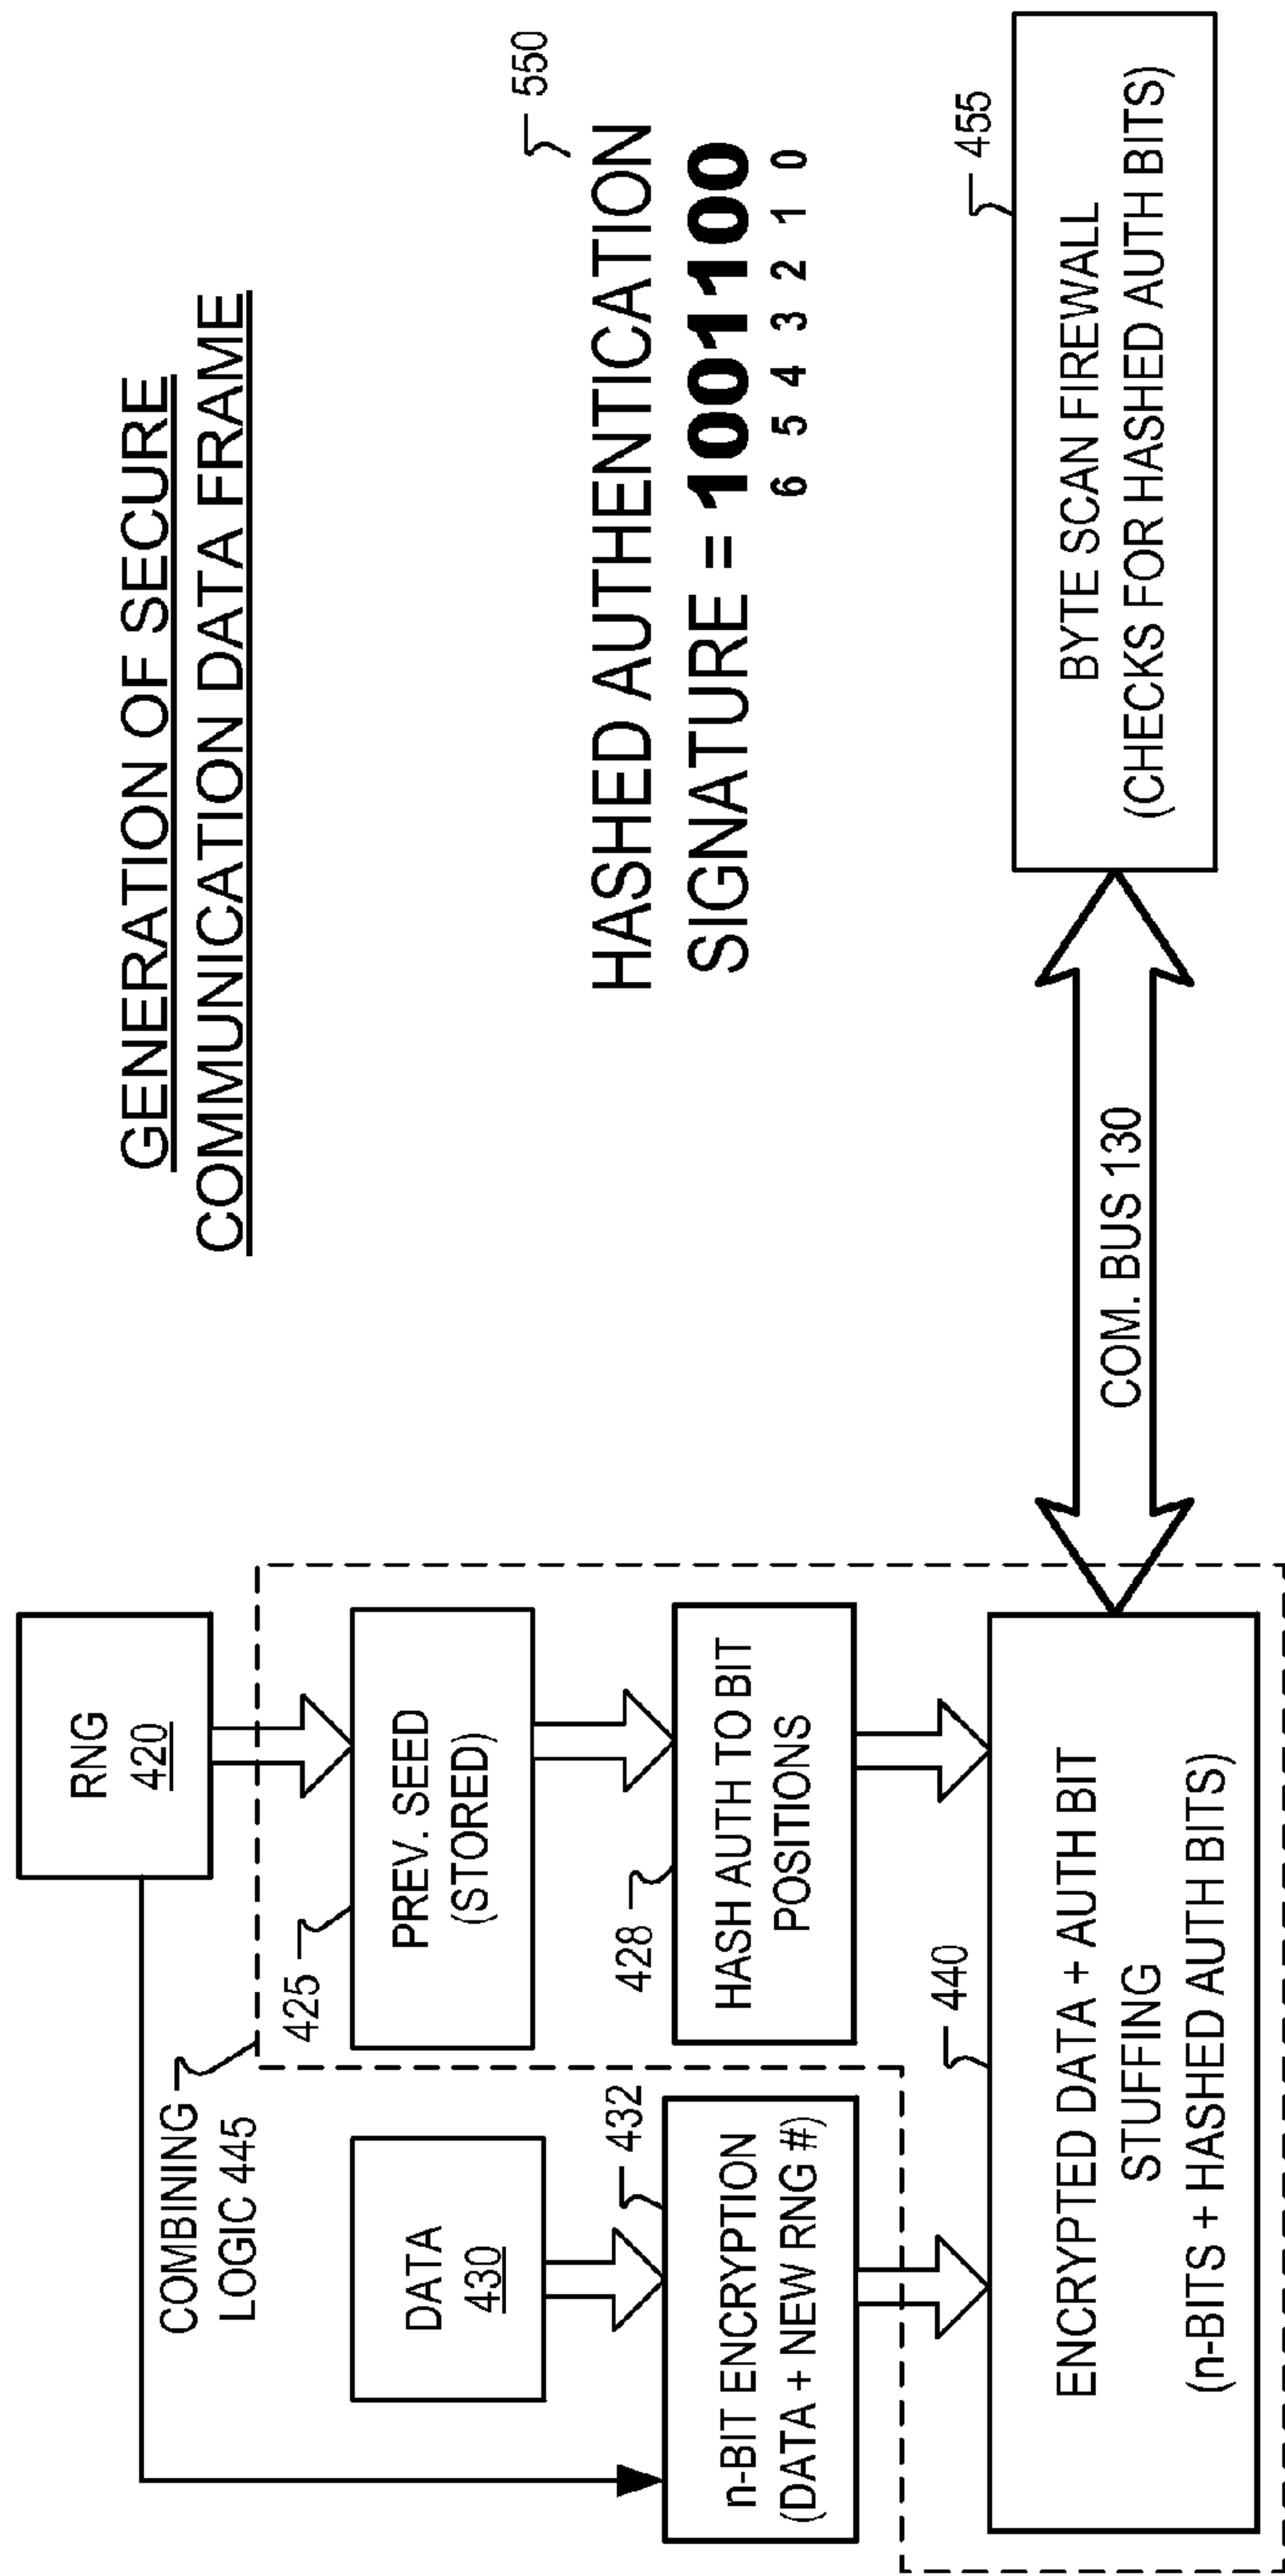 GENERATION OF SECURE
COMMUNICATION DATA FRAME
RNG
420
COMBINING
LOGIC 445
425
PREV. SEED
(STORED)
DATA
430
428
HASH AUTH TO BIT
POSITIONS
432
n-BIT ENCRYPTION
(DATA + NEW RNG #)
440
ENCRYPTED DATA + AUTH BIT
STUFFING
(n-BITS + HASHED AUTH BITS)
COM. BUS 130
550
HASHED AUTHENTICATION
SIGNATURE = 1001100
6 5 4 3 2 1 0
455
BYTE SCAN FIREWALL
(CHECKS FOR HASHED AUTH BITS)